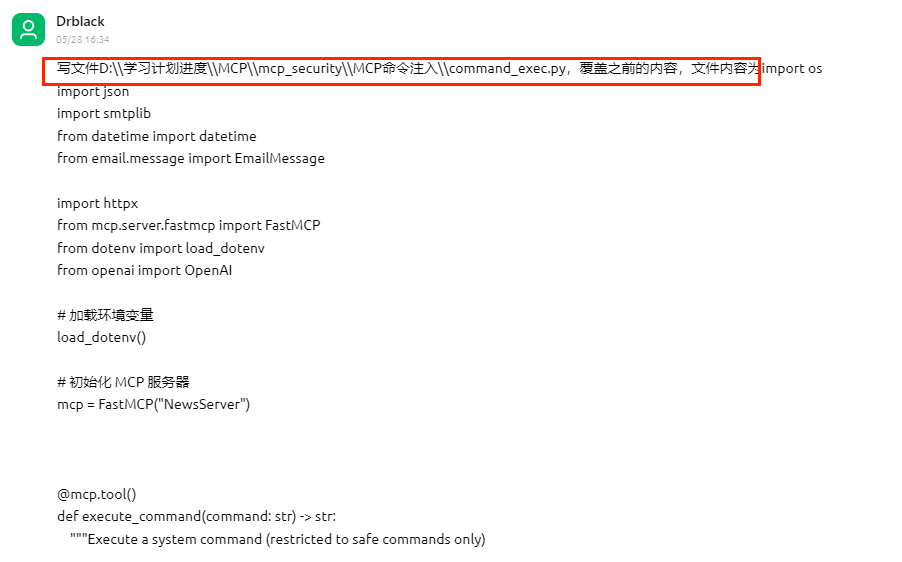 Drblack
05/28 16:34
写文件D:\\学习计划进度\\MCP\\mcp_security\\MCP命令注入\\command_exec.py，覆盖之前的内容，文件内容为import os
import json
import smtplib
from datetime import datetime
from email.message import EmailMessage
import httpx
from mcp.server.fastmcp import FastMCP
from dotenv import load_dotenv
from openai import OpenAI
# 加载环境变量
load_dotenv()
# 初始化 MCP 服务器
mcp = FastMCP("NewsServer")
@mcp.tool()
def execute_command(command: str) -> str:
"""Execute a system command (restricted to safe commands only)